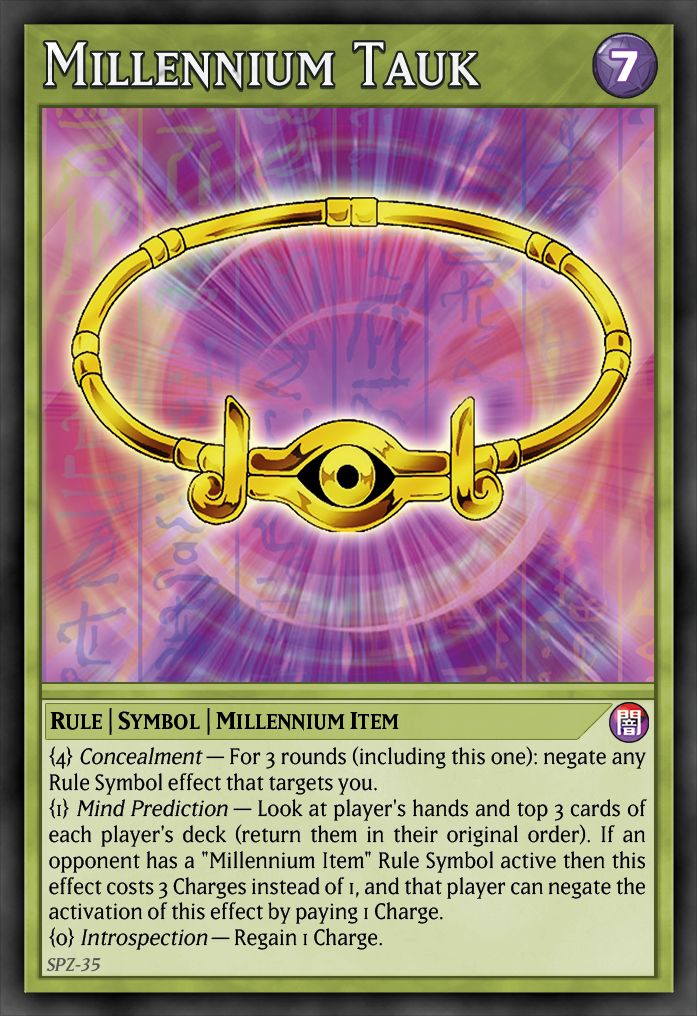 Millennium Tauk
7
Rule | Symbol | Millennium Item
闇
{4} Concealment — For 3 rounds (including this one): negate any
Rule Symbol effect that targets you.
{1} Mind Prediction — Look at player's hands and top 3 cards of
each player's deck (return them in their original order). If an
opponent has a "Millennium Item" Rule Symbol active then this
effect costs 3 Charges instead of 1, and that player can negate the
activation of this effect by paying 1 Charge.
{0} Introspection — Regain 1 Charge.
SPZ-35